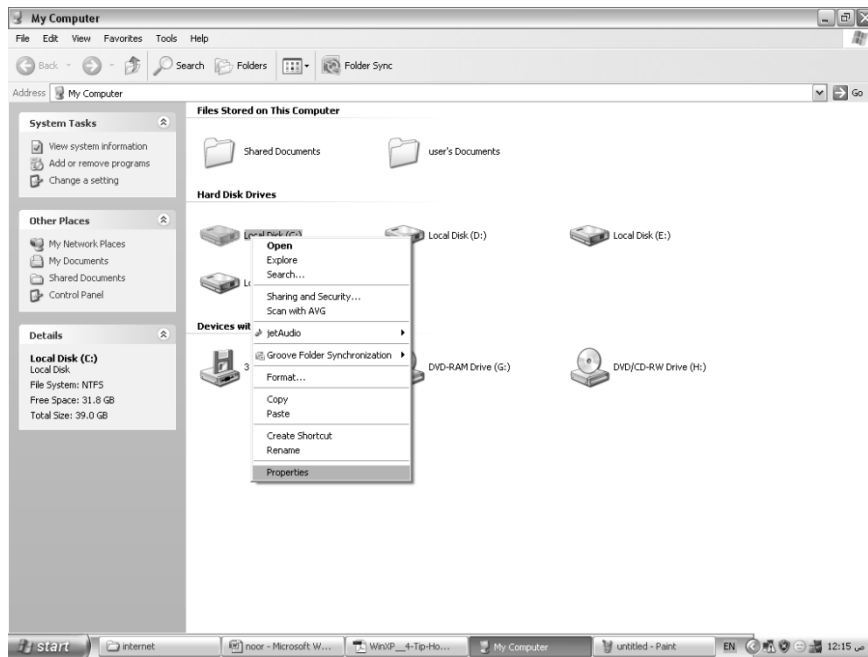 My Computer
File Edit View Favorites Tools Help
Back Search Folders Folder Sync
Address My Computer Go
System Tasks
View system information
Add or remove programs
Change a setting
Other Places
My Network Places
My Documents
Shared Documents
Control Panel
Details
Local Disk (C:)
Local Disk
File System: NTFS
Free Space: 31.8 GB
Total Size: 39.0 GB
Files Stored on This Computer
Shared Documents user's Documents
Hard Disk Drives
Local Disk (C:) Local Disk (D:) Local Disk (E:)
Devices
3 DVD-RAM Drive (G:) DVD/CD-RW Drive (H:)
Open
Explore
Search...
Sharing and Security...
Scan with AVG
jetAudio
Groove Folder Synchronization
Format...
Copy
Paste
Create Shortcut
Rename
Properties
start internet noor - Microsoft W... WinXP__4-Tip-Ho... My Computer untitled - Paint EN 12:15 ص